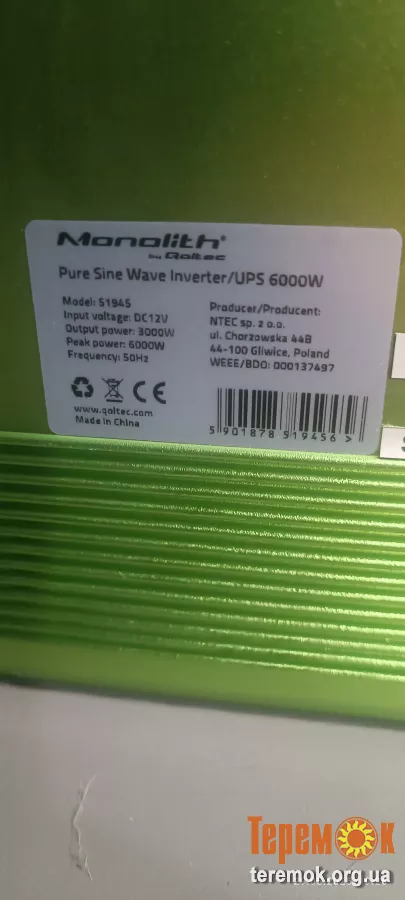 Monolith®
by Qoltec
Pure Sine Wave Inverter/UPS 6000W
Model: 51945
Input voltage: DC12V
Output power: 3000W
Peak power: 6000W
Frequency: 50Hz
Producer/Producent:
NTEC sp. z o.o.
ul. Chorzowska 44B
44-100 Gliwice, Poland
WEEE/BDO: 000137497
www.qoltec.com
Made in China
5 901878 519456 >
ТеремОк
teremok.org.ua